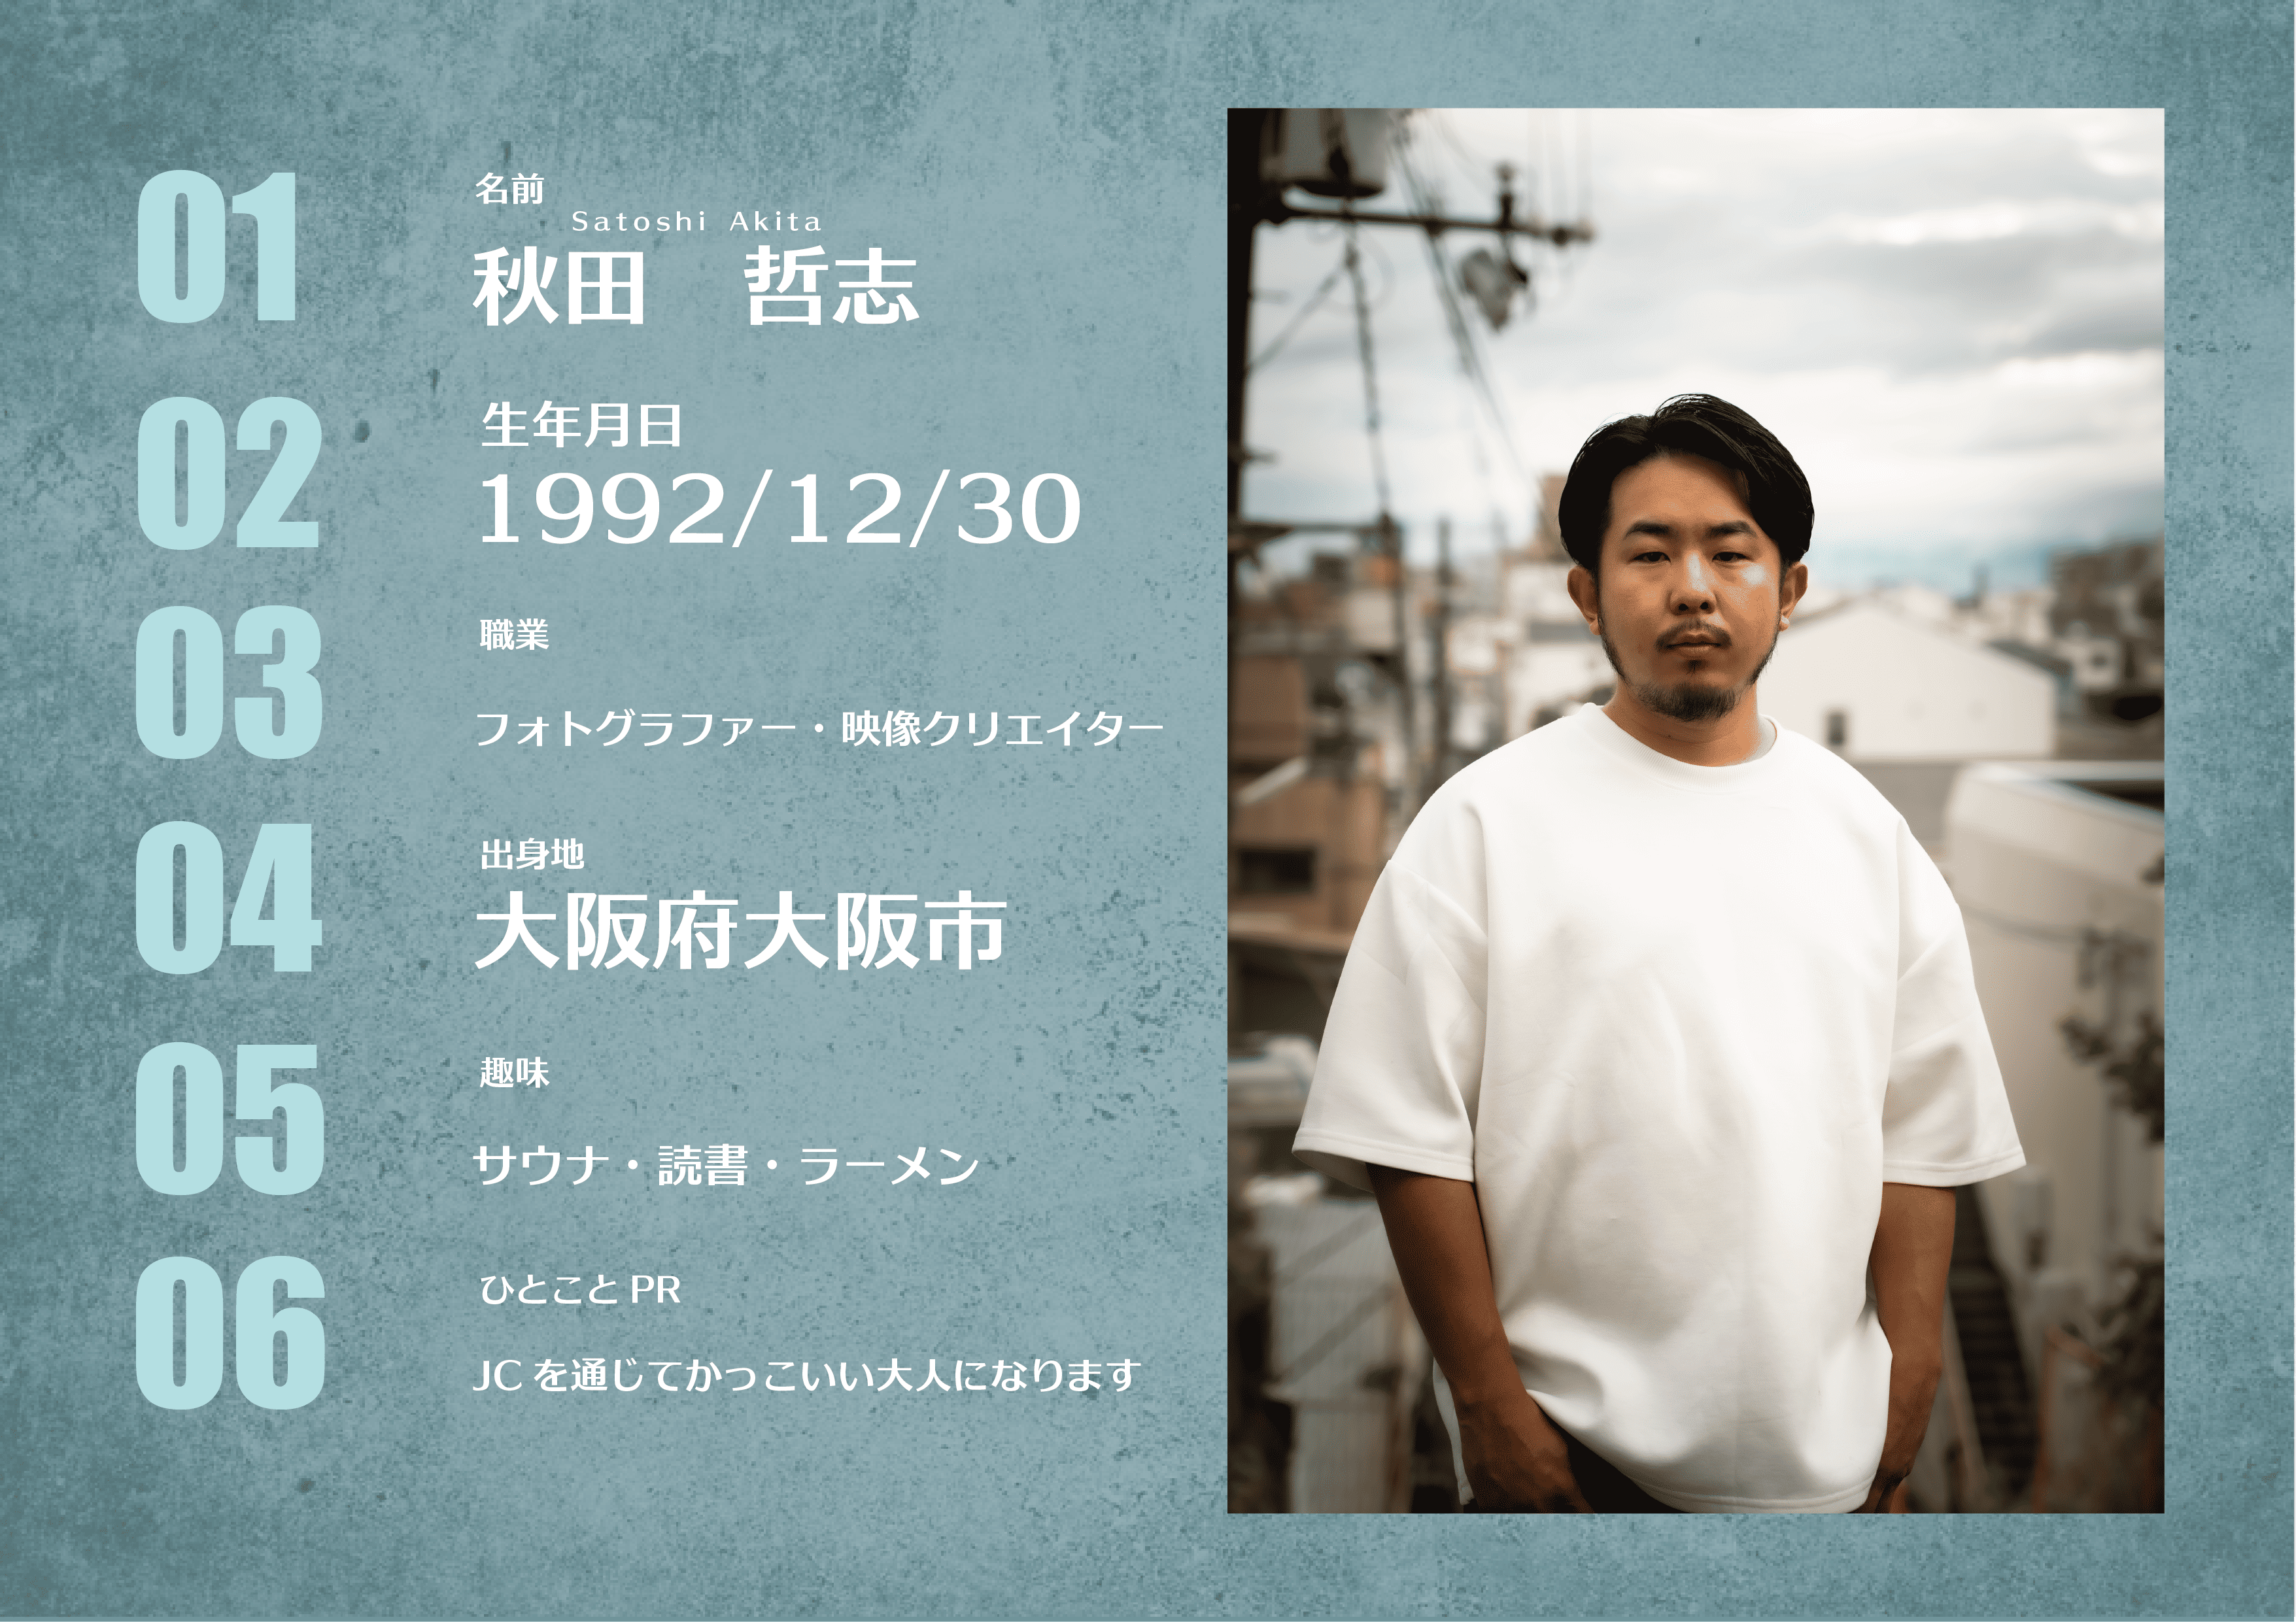 01
名前
Satoshi Akita
秋田　哲志
02
生年月日
1992/12/30
03
職業
フォトグラファー・映像クリエイター
04
出身地
大阪府大阪市
05
趣味
サウナ・読書・ラーメン
06
ひとこと PR
JC を通じてかっこいい大人になります